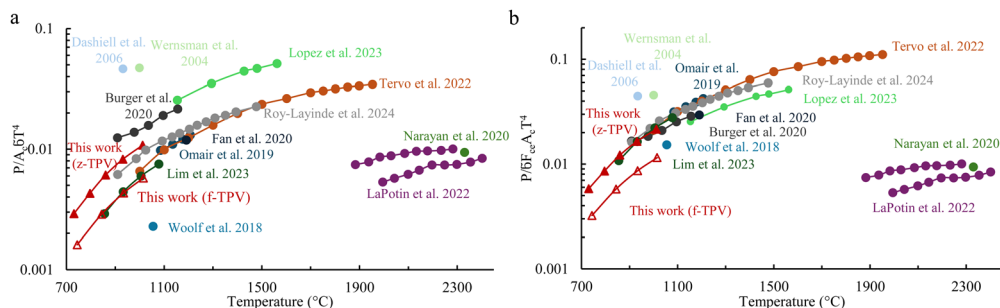 a
P/A_c6T^4
0.1
0.01
0.001
700
1100
1500
1900
2300
Temperature (°C)
Dashiell et al.
2006
Wernsman et al.
2004
Lopez et al. 2023
Burger et al.
2020
Tervo et al. 2022
Roy-Layinde et al. 2024
This work
(z-TPV)
Fan et al. 2020
Omair et al. 2019
Lim et al. 2023
This work (f-TPV)
Woolf et al. 2018
Narayan et al. 2020
LaPotin et al. 2022
b
P/θF_ecA_cT^4
0.1
0.01
0.001
700
1100
1500
1900
2300
Temperature (°C)
Wernsman et al.
2004
Dashiell et al.
2006
Tervo et al. 2022
Omair et al.
2019
Roy-Layinde et al. 2024
Lopez et al. 2023
This work
(z-TPV)
Fan et al. 2020
Burger et al. 2020
Woolf et al. 2018
Lim et al. 2023
This work (f-TPV)
Narayan et al. 2020
LaPotin et al. 2022